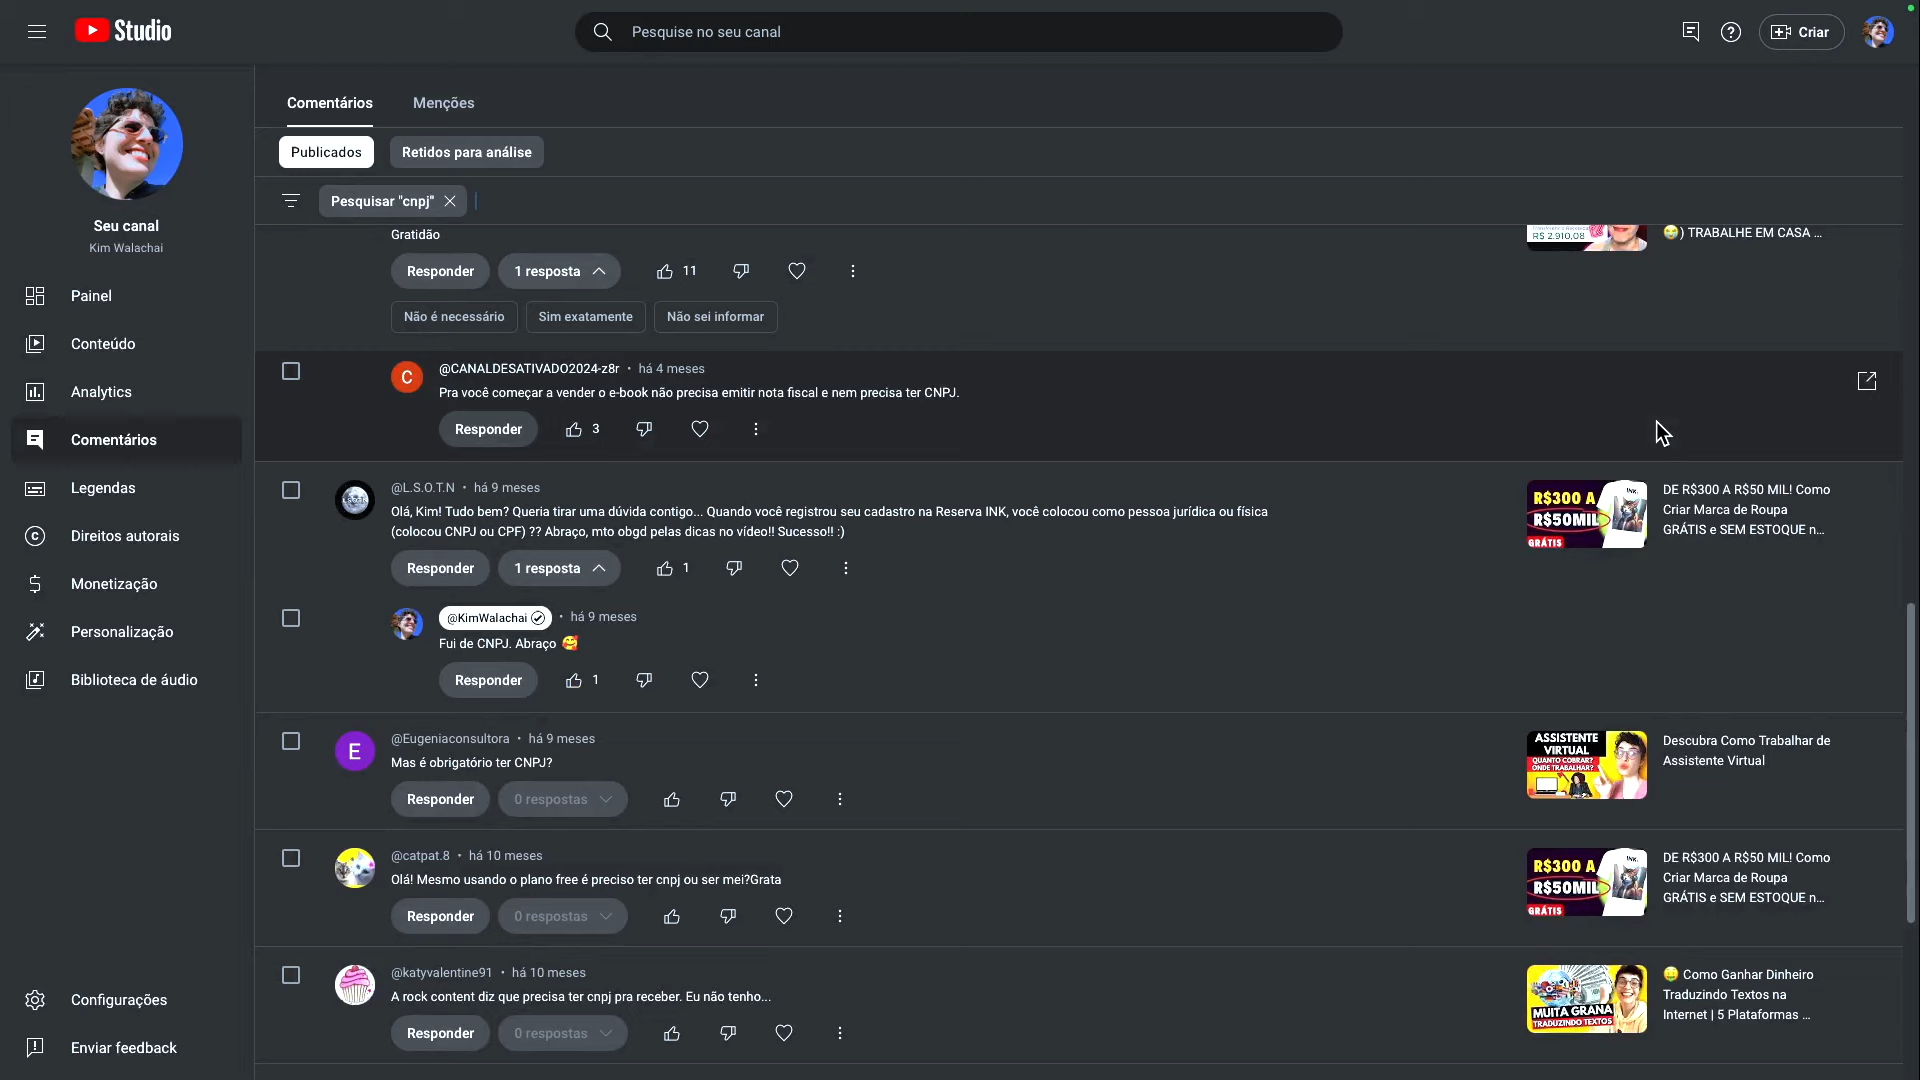 Studio
Pesquise no seu canal
Criar
Seu canal
Kim Walachai
Painel
Conteúdo
Analytics
Comentários
Legendas
Direitos autorais
Monetização
Personalização
Biblioteca de áudio
Configurações
Enviar feedback
Comentários
Menções
Publicados
Retidos para análise
Pesquisar "cnpj"
Gratidão
R$ 2.910,08
) TRABALHE EM CASA ...
Responder
1 resposta
11
Não é necessário
Sim exatamente
Não sei informar
C
@CANALDESATIVADO2024-z8r • há 4 meses
Pra você começar a vender o e-book não precisa emitir nota fiscal e nem precisa ter CNPJ.
Responder
3
@L.S.O.T.N • há 9 meses
Olá, Kim! Tudo bem? Queria tirar uma dúvida contigo... Quando você registrou seu cadastro na Reserva INK, você colocou como pessoa jurídica ou física
(colocou CNPJ ou CPF) ?? Abraço, mto obgd pelas dicas no vídeo!! Sucesso!! :)
Responder
1 resposta
1
R$300 A
R$50MIL
GRÁTIS
INK.
DE R$300 A R$50 MIL! Como
Criar Marca de Roupa
GRÁTIS e SEM ESTOQUE n...
@KimWalachai • há 9 meses
Fui de CNPJ. Abraço 🥰
Responder
1
E
@Eugeniaconsultora • há 9 meses
Mas é obrigatório ter CNPJ?
Responder
0 respostas
ASSISTENTE
VIRTUAL
QUANTO COBRAR?
ONDE TRABALHAR?
Descubra Como Trabalhar de
Assistente Virtual
@catpat.8 • há 10 meses
Olá! Mesmo usando o plano free é preciso ter cnpj ou ser mei?Grata
Responder
0 respostas
R$300 A
R$50MIL
GRÁTIS
INK.
DE R$300 A R$50 MIL! Como
Criar Marca de Roupa
GRÁTIS e SEM ESTOQUE n...
@katyvalentine91 • há 10 meses
A rock content diz que precisa ter cnpj pra receber. Eu não tenho...
Responder
0 respostas
MUITA GRANA
TRADUZINDO TEXTOS
🤑 Como Ganhar Dinheiro
Traduzindo Textos na
Internet | 5 Plataformas ...